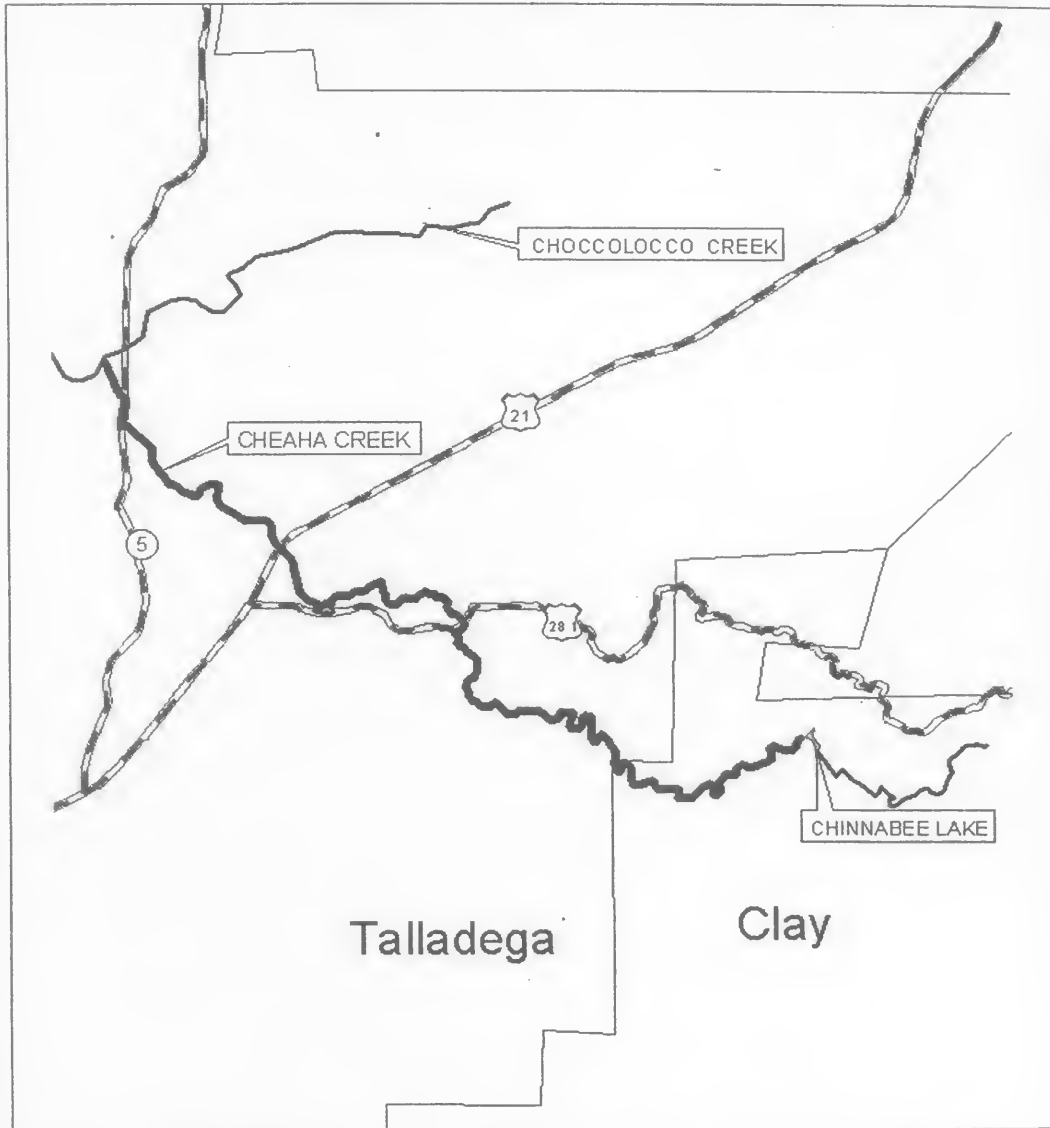 CHOCCOLOCCO CREEK
21
CHEAHA CREEK
5
281
CHINNABEE LAKE
Talladega
Clay